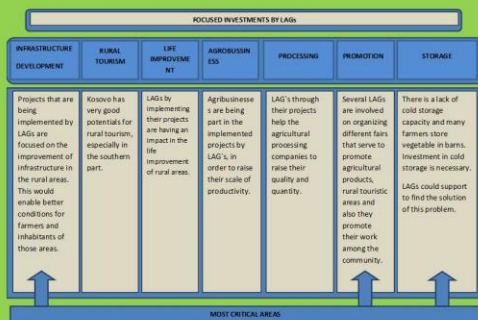 FOCUSED INVESTMENTS BY LAGs
INFRASTRUCTURE
DEVELOPMENT
RURAL
TOURISM
LIFE
IMPROVEME
NT
AGROBUSSIN
ESS
PROCESSING
PROMOTION
STORAGE
Projects that are
being
implemented by
LAGs are
focused on the
improvement of
infrastructure in
the rural areas.
This would
enable better
conditions for
farmers and
inhabitants of
those areas.
Kosovo has
very good
potentials for
rural tourism,
especially in
the southern
part.
LAGs by
implementing
their projects
are having an
impact in the
life
improvement
of rural areas.
Agribusinesse
s are being
part in the
implemented
projects by
LAG's, in
order to raise
their scale of
productivity.
LAG's through
their projects
help the
agricultural
processing
companies to
raise their
quality and
quantity.
Several LAGs
are involved
on organizing
different fairs
that serve to
promote
agricultural
products,
rural touristic
areas and
also they
promote
their work
among the
community.
There is a lack of
cold storage
capacity and many
farmers store
vegetable in barns.
Investment in cold
storage is necessary.
LAGs could support
to find the solution
of this problem.
MOST CRITICAL AREAS